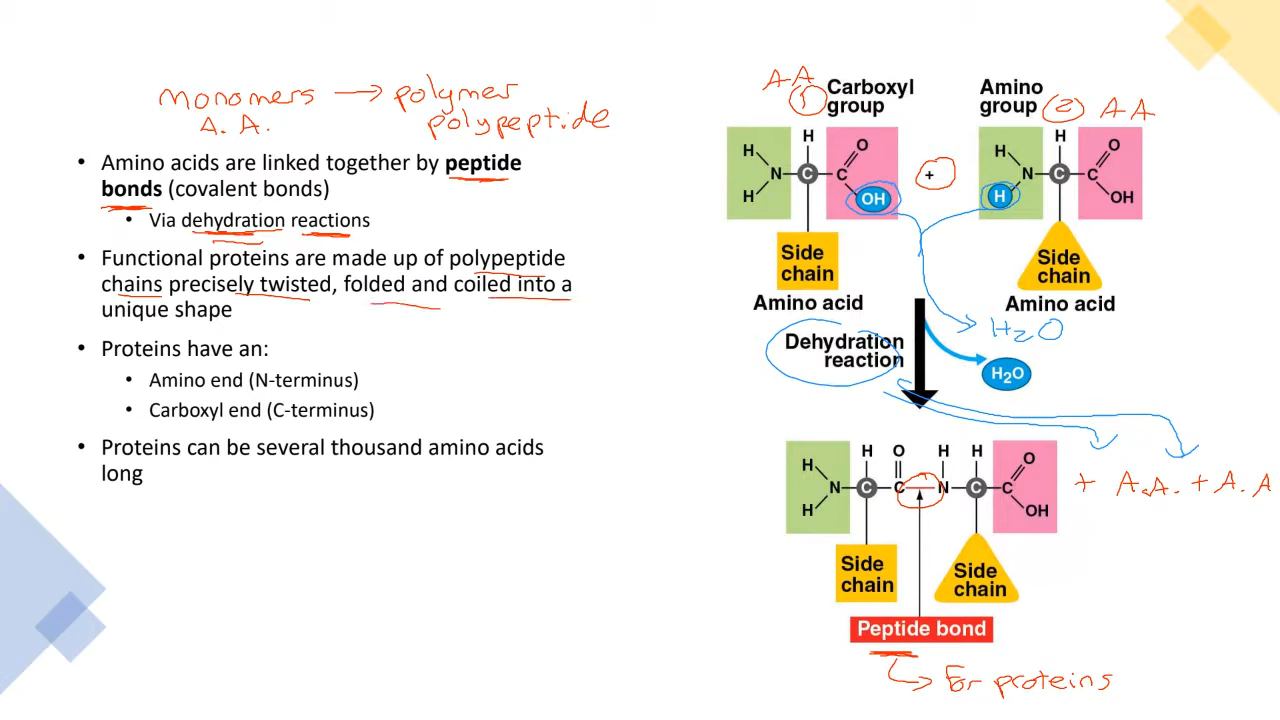 monomers → polymer
A. A.
polypeptide
• Amino acids are linked together by peptide
bonds (covalent bonds)
• Via dehydration reactions
• Functional proteins are made up of polypeptide
chains precisely twisted, folded and coiled into a
unique shape
• Proteins have an:
• Amino end (N-terminus)
• Carboxyl end (C-terminus)
• Proteins can be several thousand amino acids
long
AA
1
Carboxyl
group
Amino
group
2 AA
H H O
N C C
H OH
+
H H O
H N C C
OH
Side
chain
Amino acid
Side
chain
Amino acid
Dehydration
reaction
H₂O
H₂O
H H O H H O
N C C N C C
H OH
+ A.A. + A.A
Side
chain
Side
chain
Peptide bond
→ For proteins